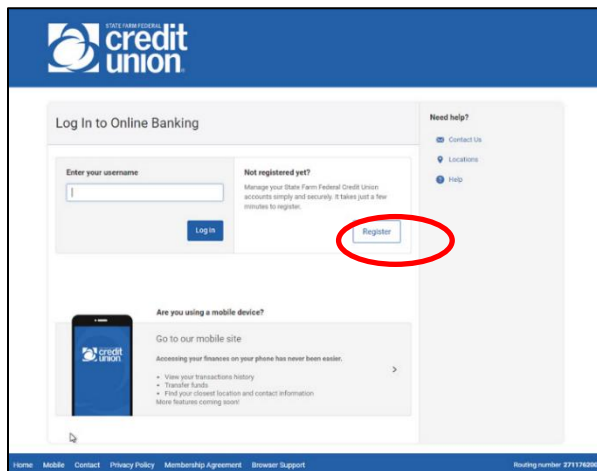 STATE FARM FEDERAL
credit
union
Log In to Online Banking
Enter your username
Log in
Not registered yet?
Manage your State Farm Federal Credit Union
accounts simply and securely. It takes just a few
minutes to register.
Register
Need help?
Contact Us
Locations
Help
Are you using a mobile device?
credit
union
Go to our mobile site
Accessing your finances on your phone has never been easier.
• View your transactions history
• Transfer funds
• Find your closest location and contact information
More features coming soon!
>
Home Mobile Contact Privacy Policy Membership Agreement Browser Support
Routing number 271176200